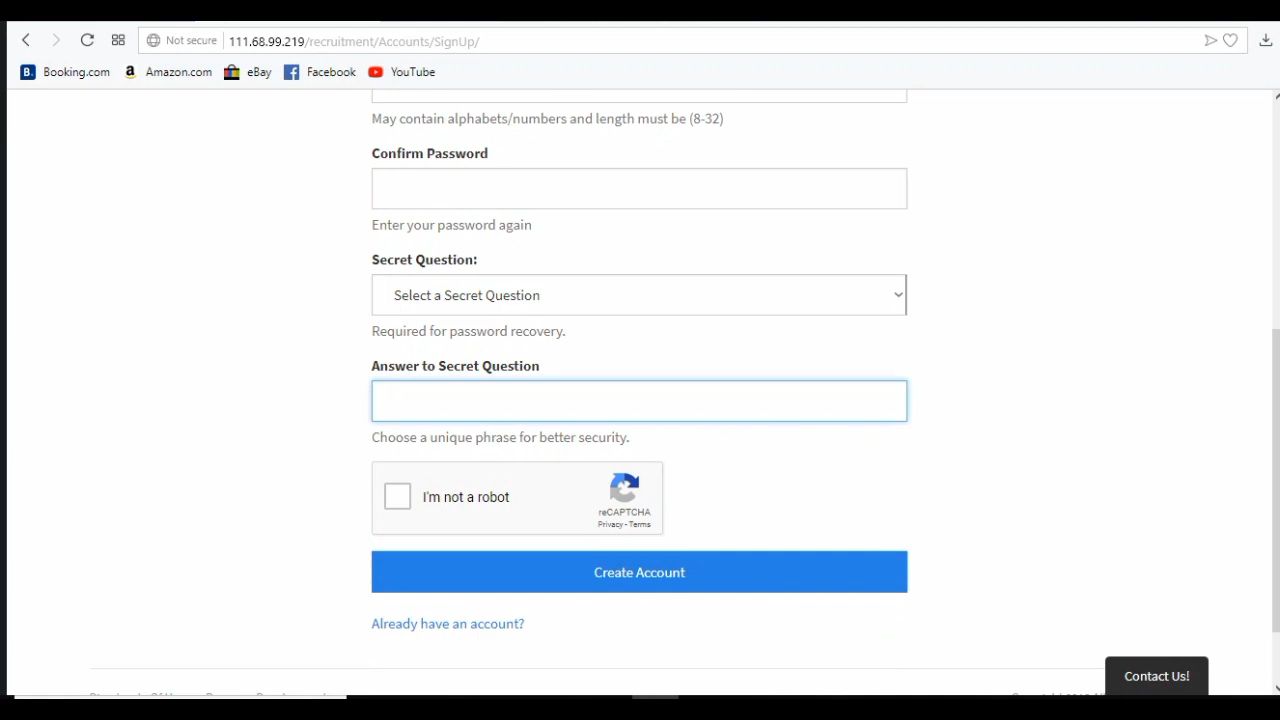 Not secure 111.68.99.219/recruitment/Accounts/SignUp/
B. Booking.com a Amazon.com eBay Facebook YouTube
May contain alphabets/numbers and length must be (8-32)
Confirm Password
Enter your password again
Secret Question:
Select a Secret Question
Required for password recovery.
Answer to Secret Question
Choose a unique phrase for better security.
I'm not a robot
reCAPTCHA
Privacy - Terms
Create Account
Already have an account?
Contact Us!